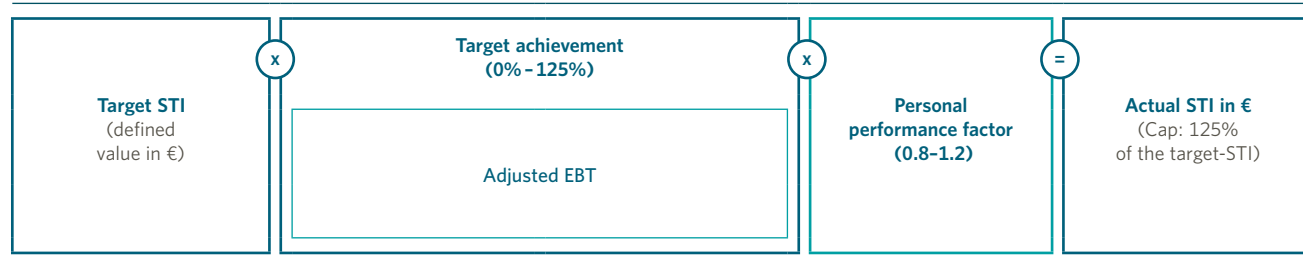 Target STI
(defined
value in €)
x
Target achievement
(0% – 125%)
Adjusted EBT
x
Personal
performance factor
(0.8–1.2)
=
Actual STI in €
(Cap: 125%
of the target-STI)